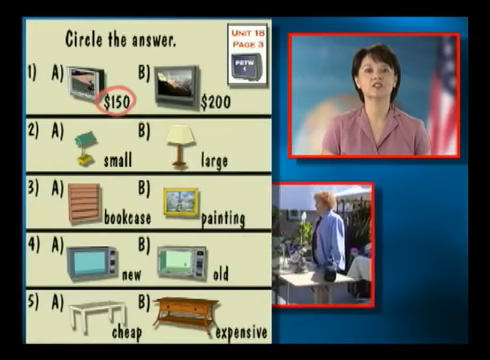 Circle the answer.
UNIT 18
PAGE 3
1) A) $150 B) $200
2) A) small B) large
3) A) bookcase B) painting
4) A) new B) old
5) A) cheap B) expensive